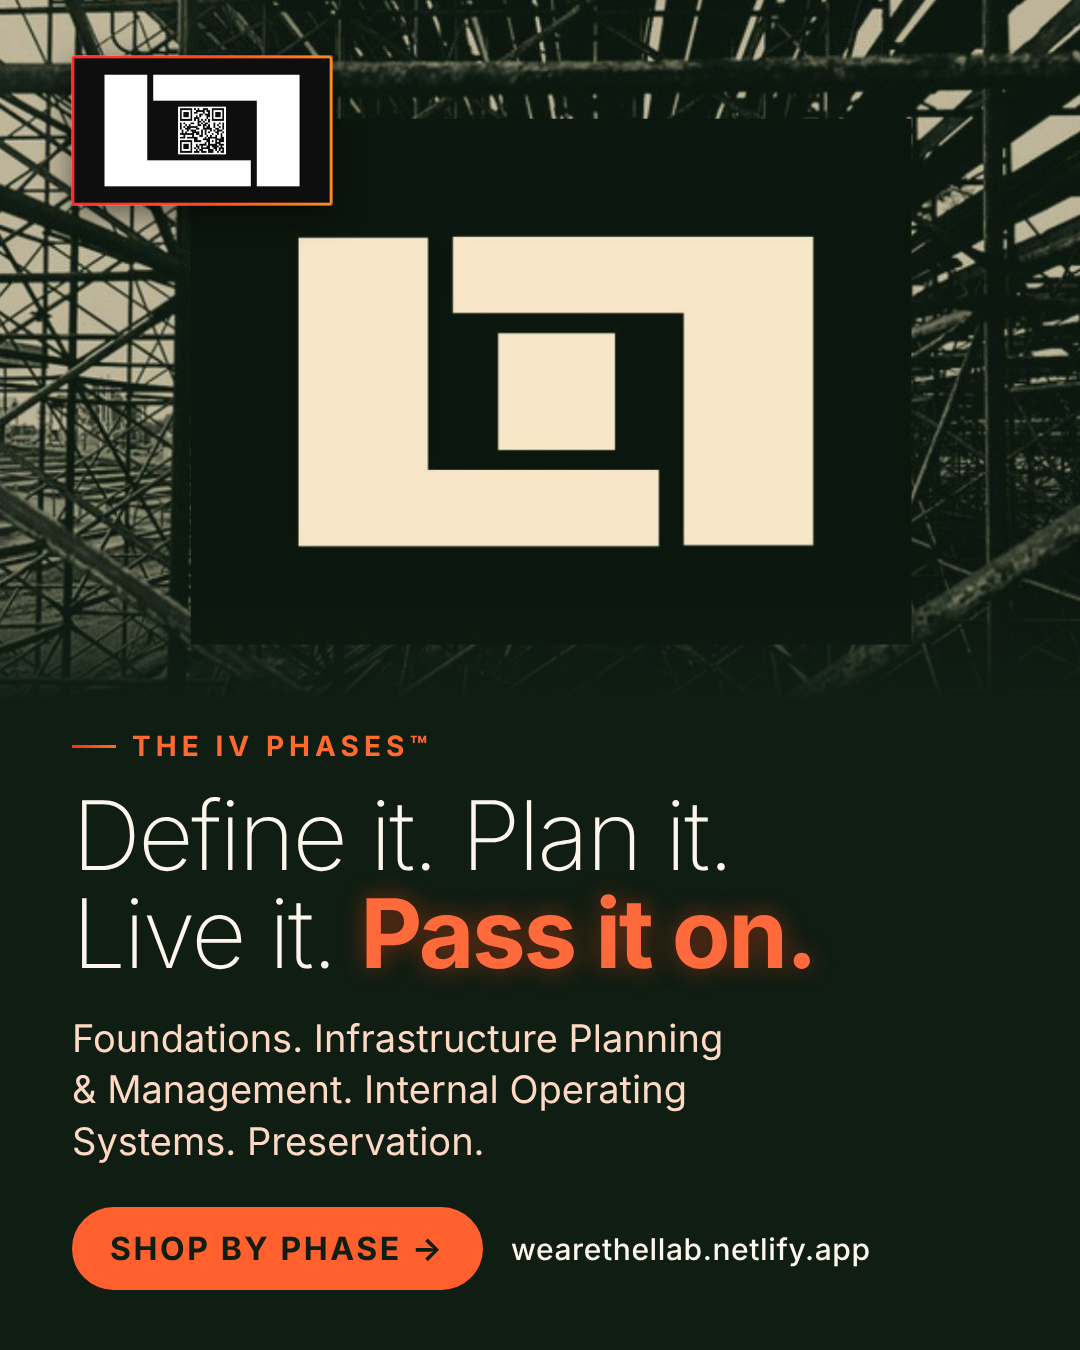 THE IV PHASES™
Define it. Plan it.
Live it. Pass it on.
Foundations. Infrastructure Planning
& Management. Internal Operating
Systems. Preservation.
SHOP BY PHASE →
wearethellab.netlify.app